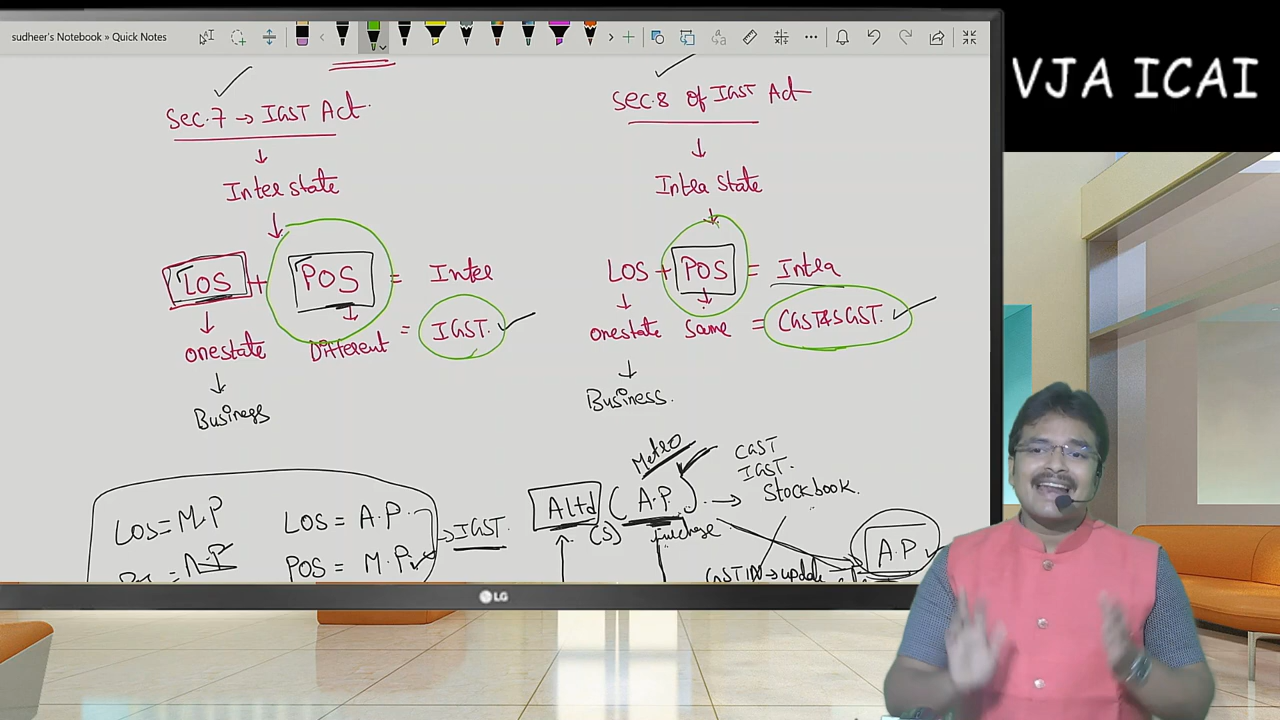 sudheer's Notebook » Quick Notes
VJA ICAI
Sec.7 → IGST Act.
Inter state
LOS + POS = Inter
onestate Different = IGST.
Business
Sec.8 of IGST Act
Intra State
LOS + POS = Intra
onestate Same = CGST&SGST.
Business.
LOS = M.P
LOS = A.P.
POS = M.P.
→ IGST.
Metro
A Ltd (A.P.) →
(S)
Purchase
CGST
IGST.
Stockbook.
A.P
GSTIN → update
LG